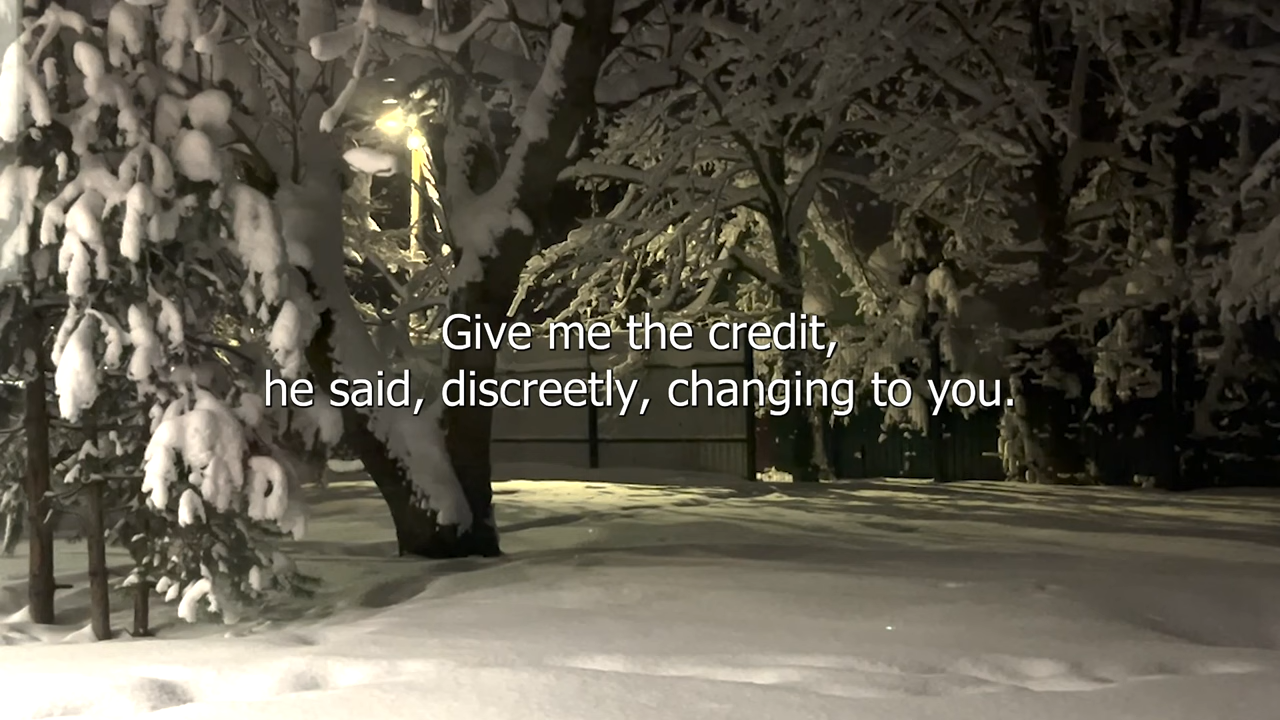 Give me the credit,
he said, discreetly, changing to you.